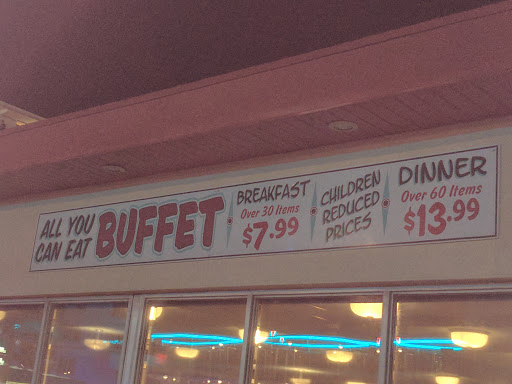 ALL YOU
CAN EAT
BUFFET
BREAKFAST
Over 30 Items
$7.99
CHILDREN
REDUCED
PRICES
DINNER
Over 60 Items
$13.99